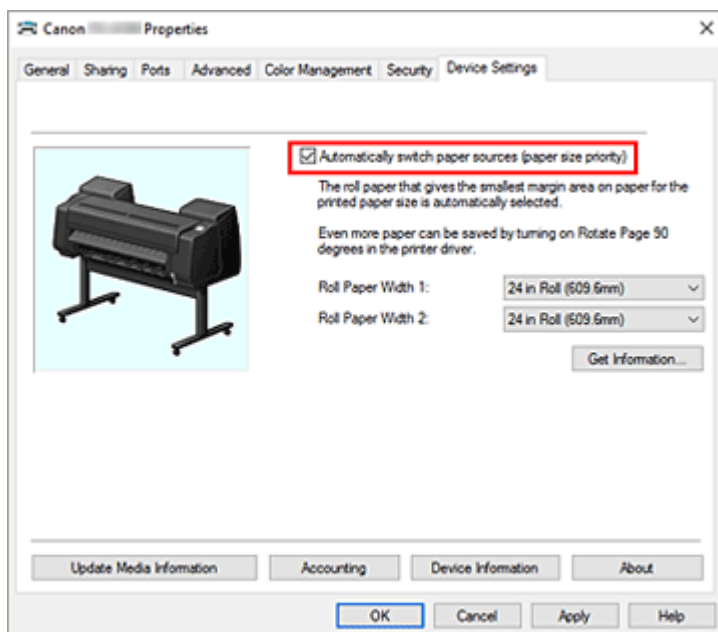 Canon Properties
General Sharing Ports Advanced Color Management Security Device Settings
Automatically switch paper sources (paper size priority)
The roll paper that gives the smallest margin area on paper for the
printed paper size is automatically selected.
Even more paper can be saved by turning on Rotate Page 90
degrees in the printer driver.
Roll Paper Width 1: 24 in Roll (609.6mm)
Roll Paper Width 2: 24 in Roll (609.6mm)
Get Information...
Update Media Information Accounting Device Information About
OK Cancel Apply Help